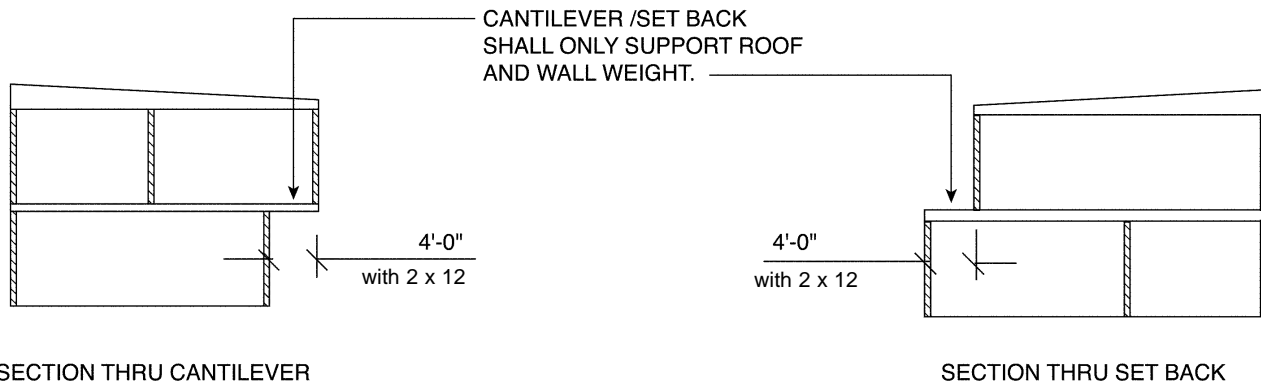 CANTILEVER /SET BACK
SHALL ONLY SUPPORT ROOF
AND WALL WEIGHT.
4'-0"
with 2 x 12
4'-0"
with 2 x 12
SECTION THRU CANTILEVER
SECTION THRU SET BACK